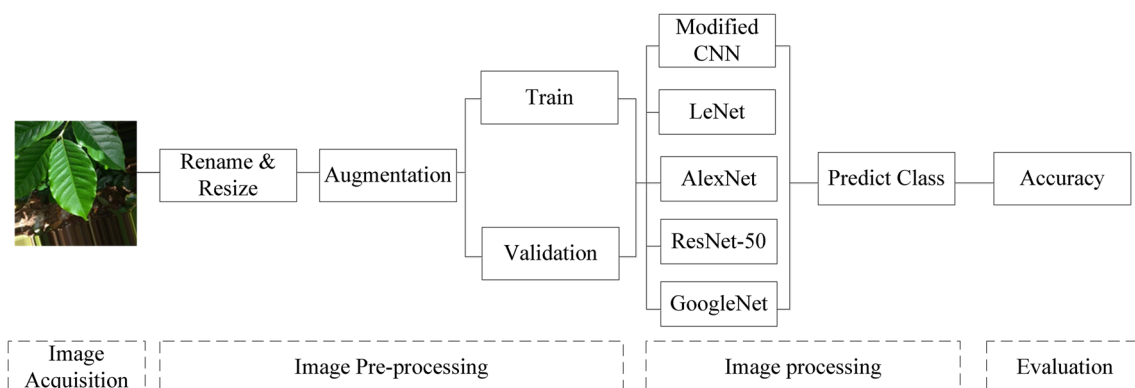 Modified
CNN
Train
LeNet
Rename &
Resize
Augmentation
AlexNet
Predict Class
Accuracy
Validation
ResNet-50
GoogleNet
Image
Acquisition
Image Pre-processing
Image processing
Evaluation